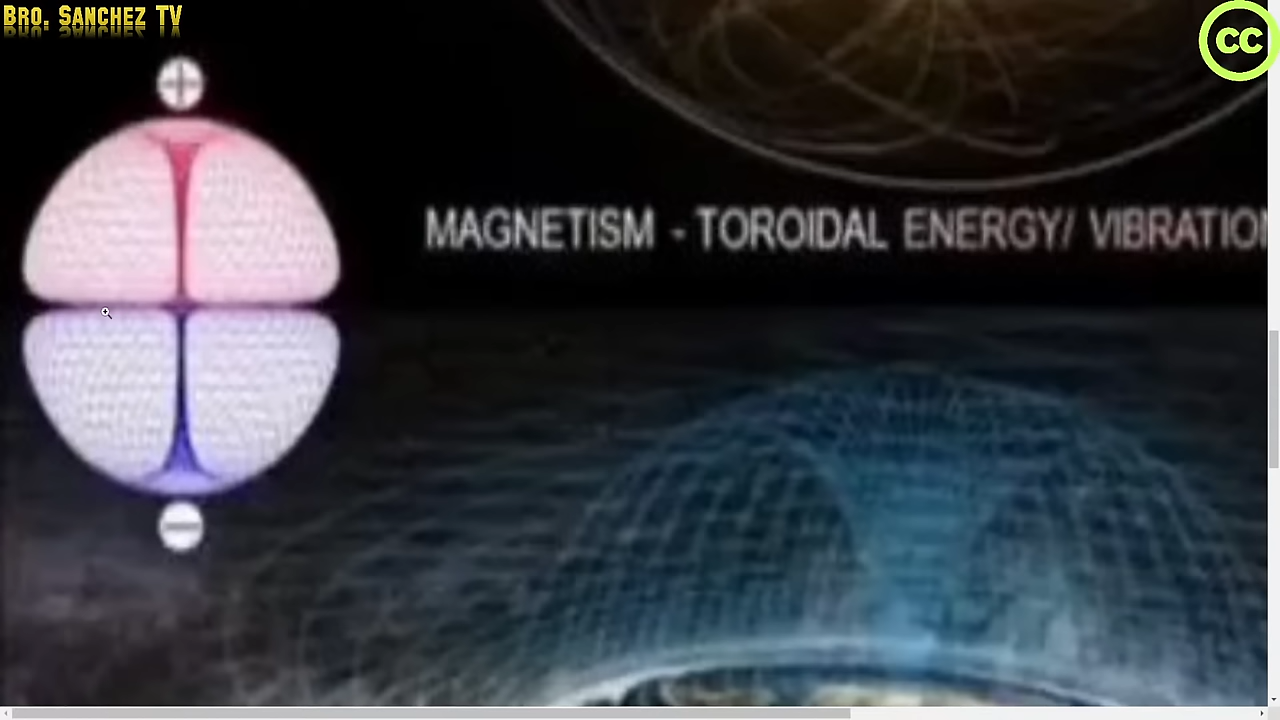 Bro. Sanchez TV
CC
MAGNETISM - TOROIDAL ENERGY/ VIBRATION